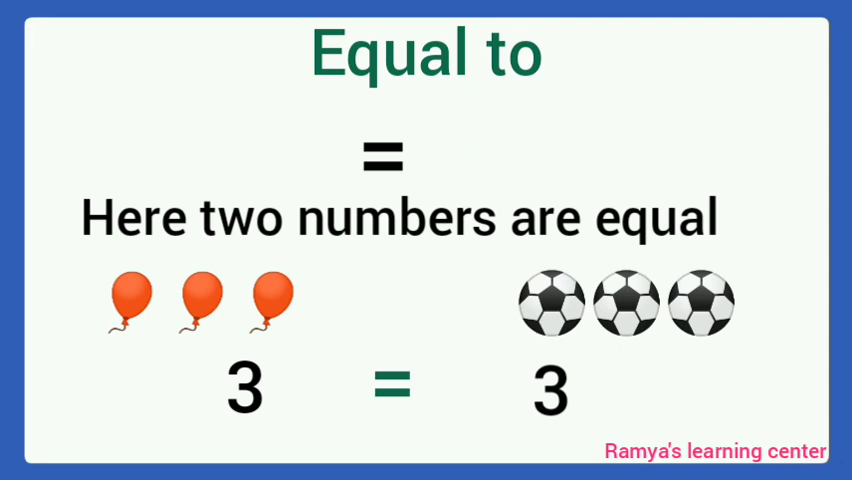 Equal to
=
Here two numbers are equal
3 = 3
Ramya's learning center